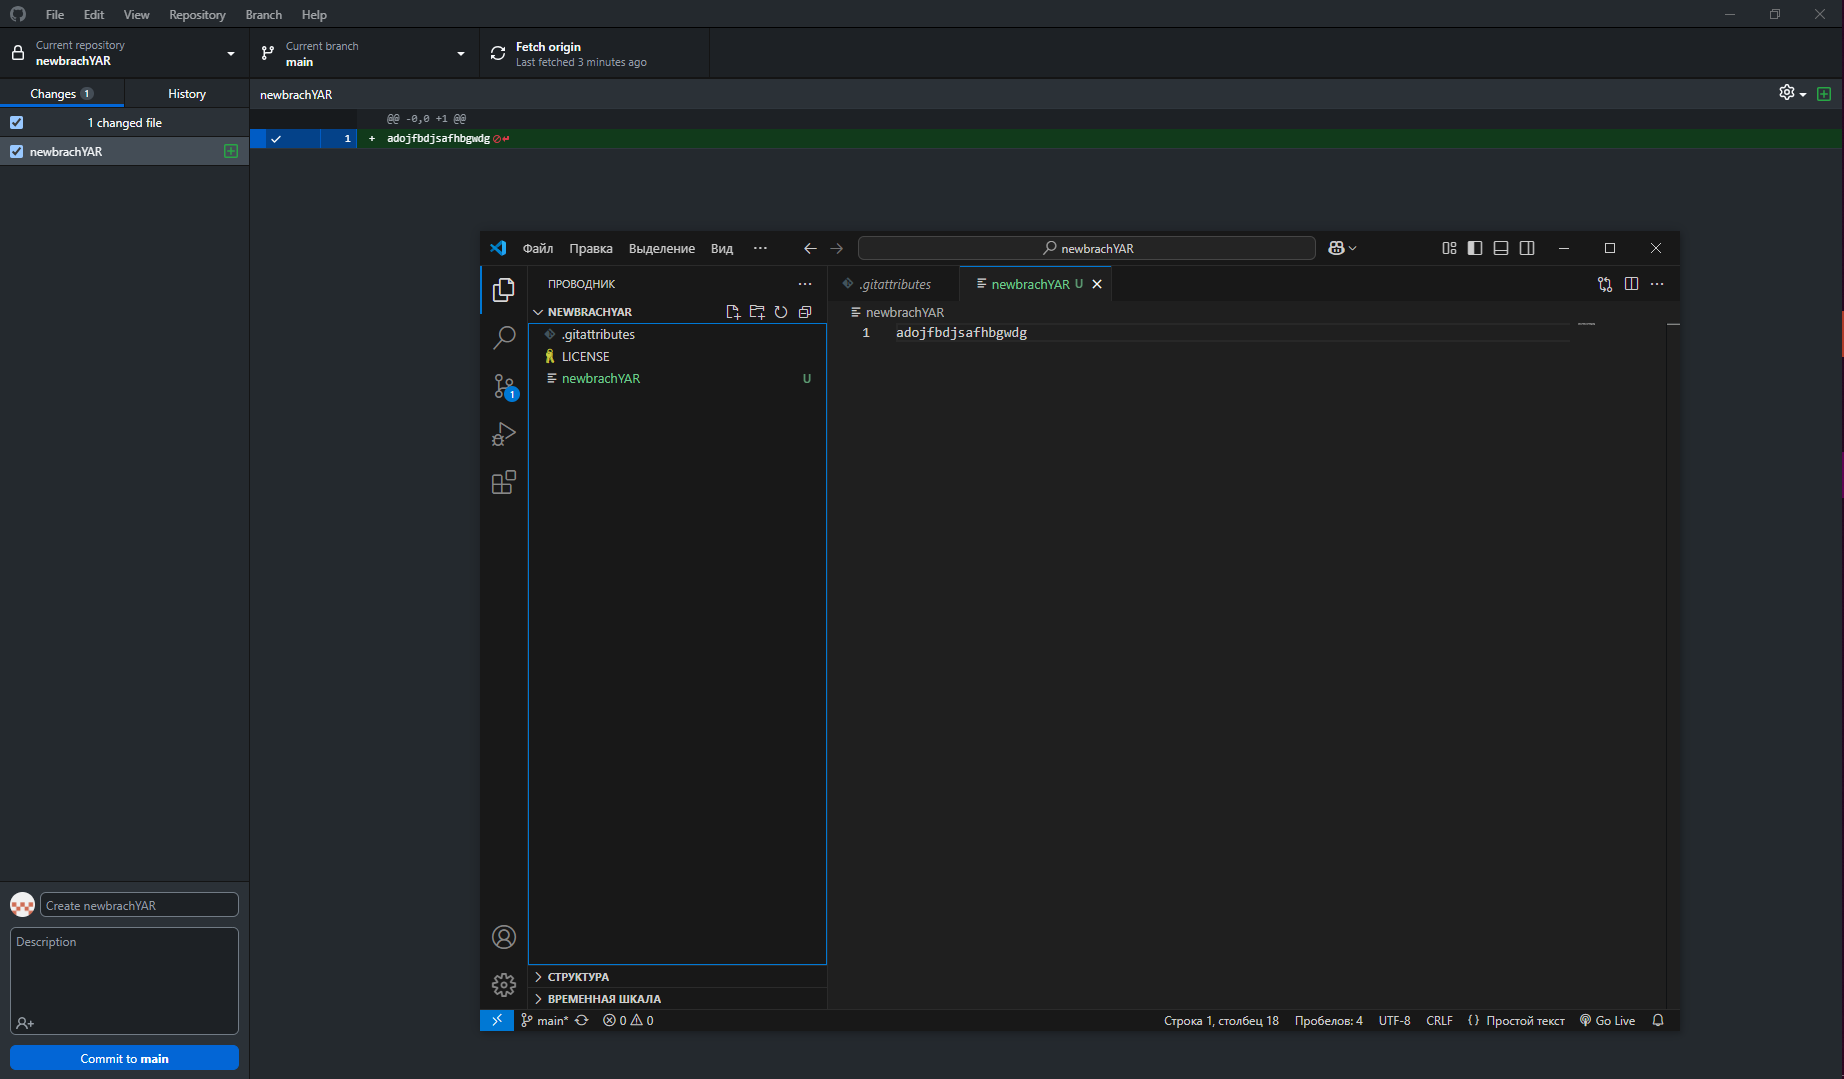 File Edit View Repository Branch Help
Current repository
newbrachYAR
Current branch
main
Fetch origin
Last fetched 3 minutes ago
Changes 1
History
newbrachYAR
1 changed file
newbrachYAR
@@ -0,0 +1 @@
1 + adojfbdjsafhbgwdg
Файл Правка Выделение Вид ···
newbrachYAR
ПРОВОДНИК ···
NEWBRACHYAR
.gitattributes
LICENSE
newbrachYAR U
.gitattributes
newbrachYAR U
newbrachYAR
1 adojfbdjsafhbgwdg
1
СТРУКТУРА
ВРЕМЕННАЯ ШКАЛА
main* 0 0
Строка 1, столбец 18 Пробелов: 4 UTF-8 CRLF {} Простой текст Go Live
Create newbrachYAR
Description
Commit to main